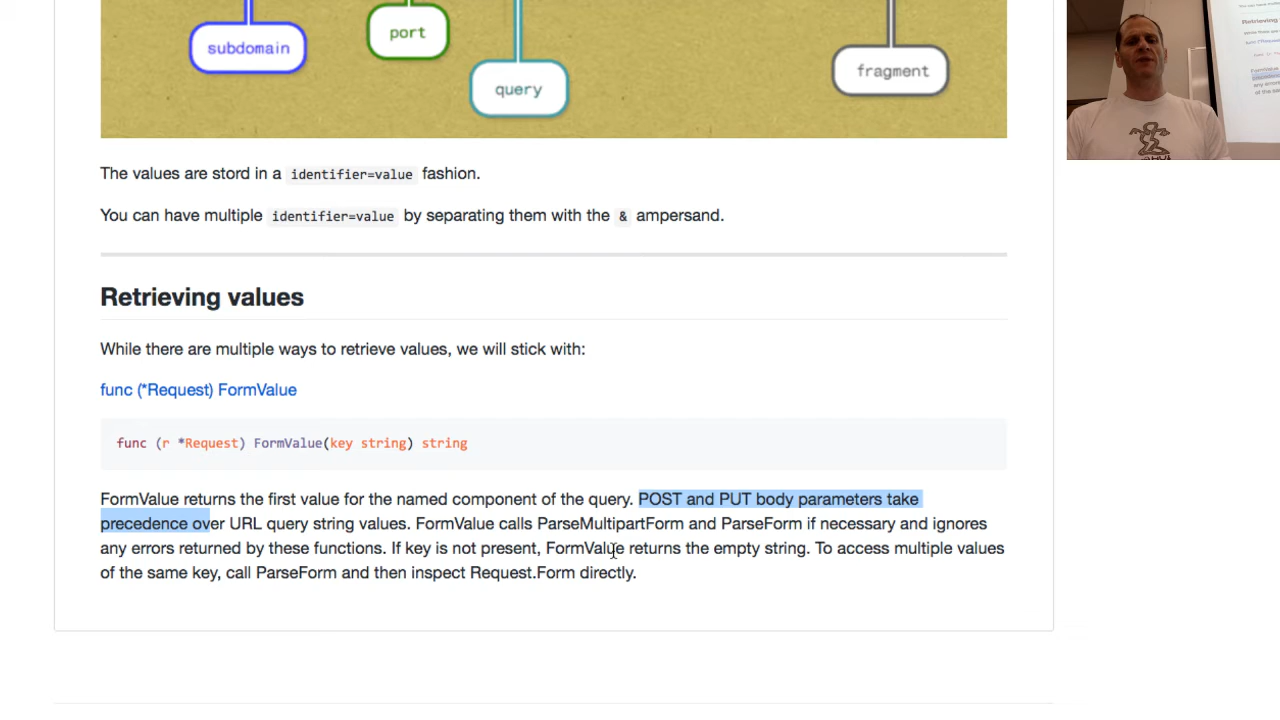 port
subdomain
fragment
query
The values are stord in a identifier=value fashion.
You can have multiple identifier=value by separating them with the & ampersand.
Retrieving values
While there are multiple ways to retrieve values, we will stick with:
func (*Request) FormValue
func (r *Request) FormValue(key string) string
FormValue returns the first value for the named component of the query. POST and PUT body parameters take
precedence over URL query string values. FormValue calls ParseMultipartForm and ParseForm if necessary and ignores
any errors returned by these functions. If key is not present, FormValue returns the empty string. To access multiple values
of the same key, call ParseForm and then inspect Request.Form directly.